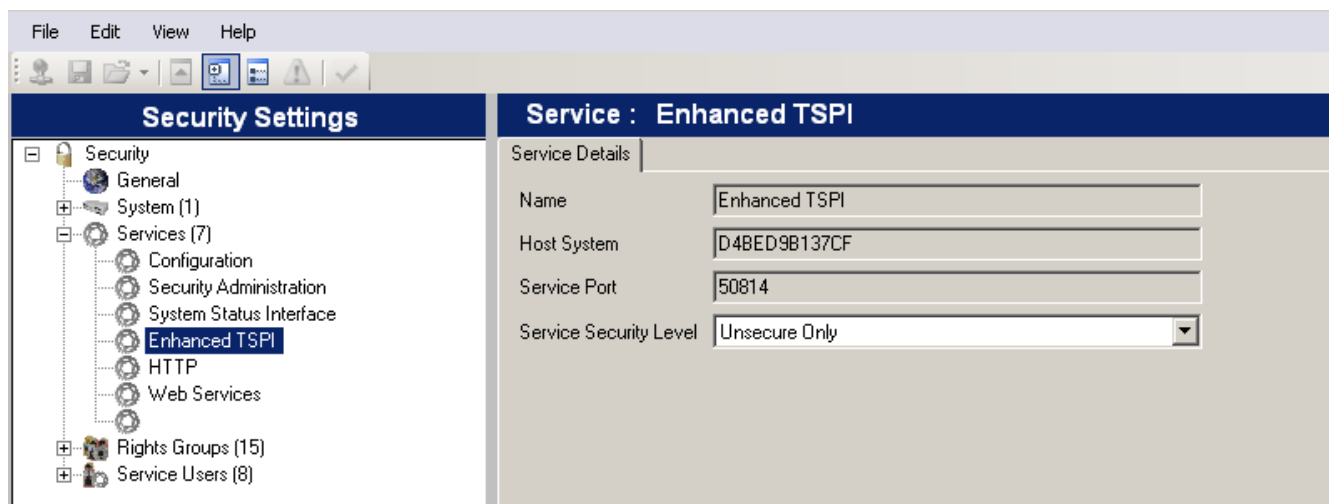 File Edit View Help
Security Settings
Security
General
System (1)
Services (7)
Configuration
Security Administration
System Status Interface
Enhanced TSPI
HTTP
Web Services
Rights Groups (15)
Service Users (8)
Service : Enhanced TSPI
Service Details
Name Enhanced TSPI
Host System D4BED9B137CF
Service Port 50814
Service Security Level Unsecure Only